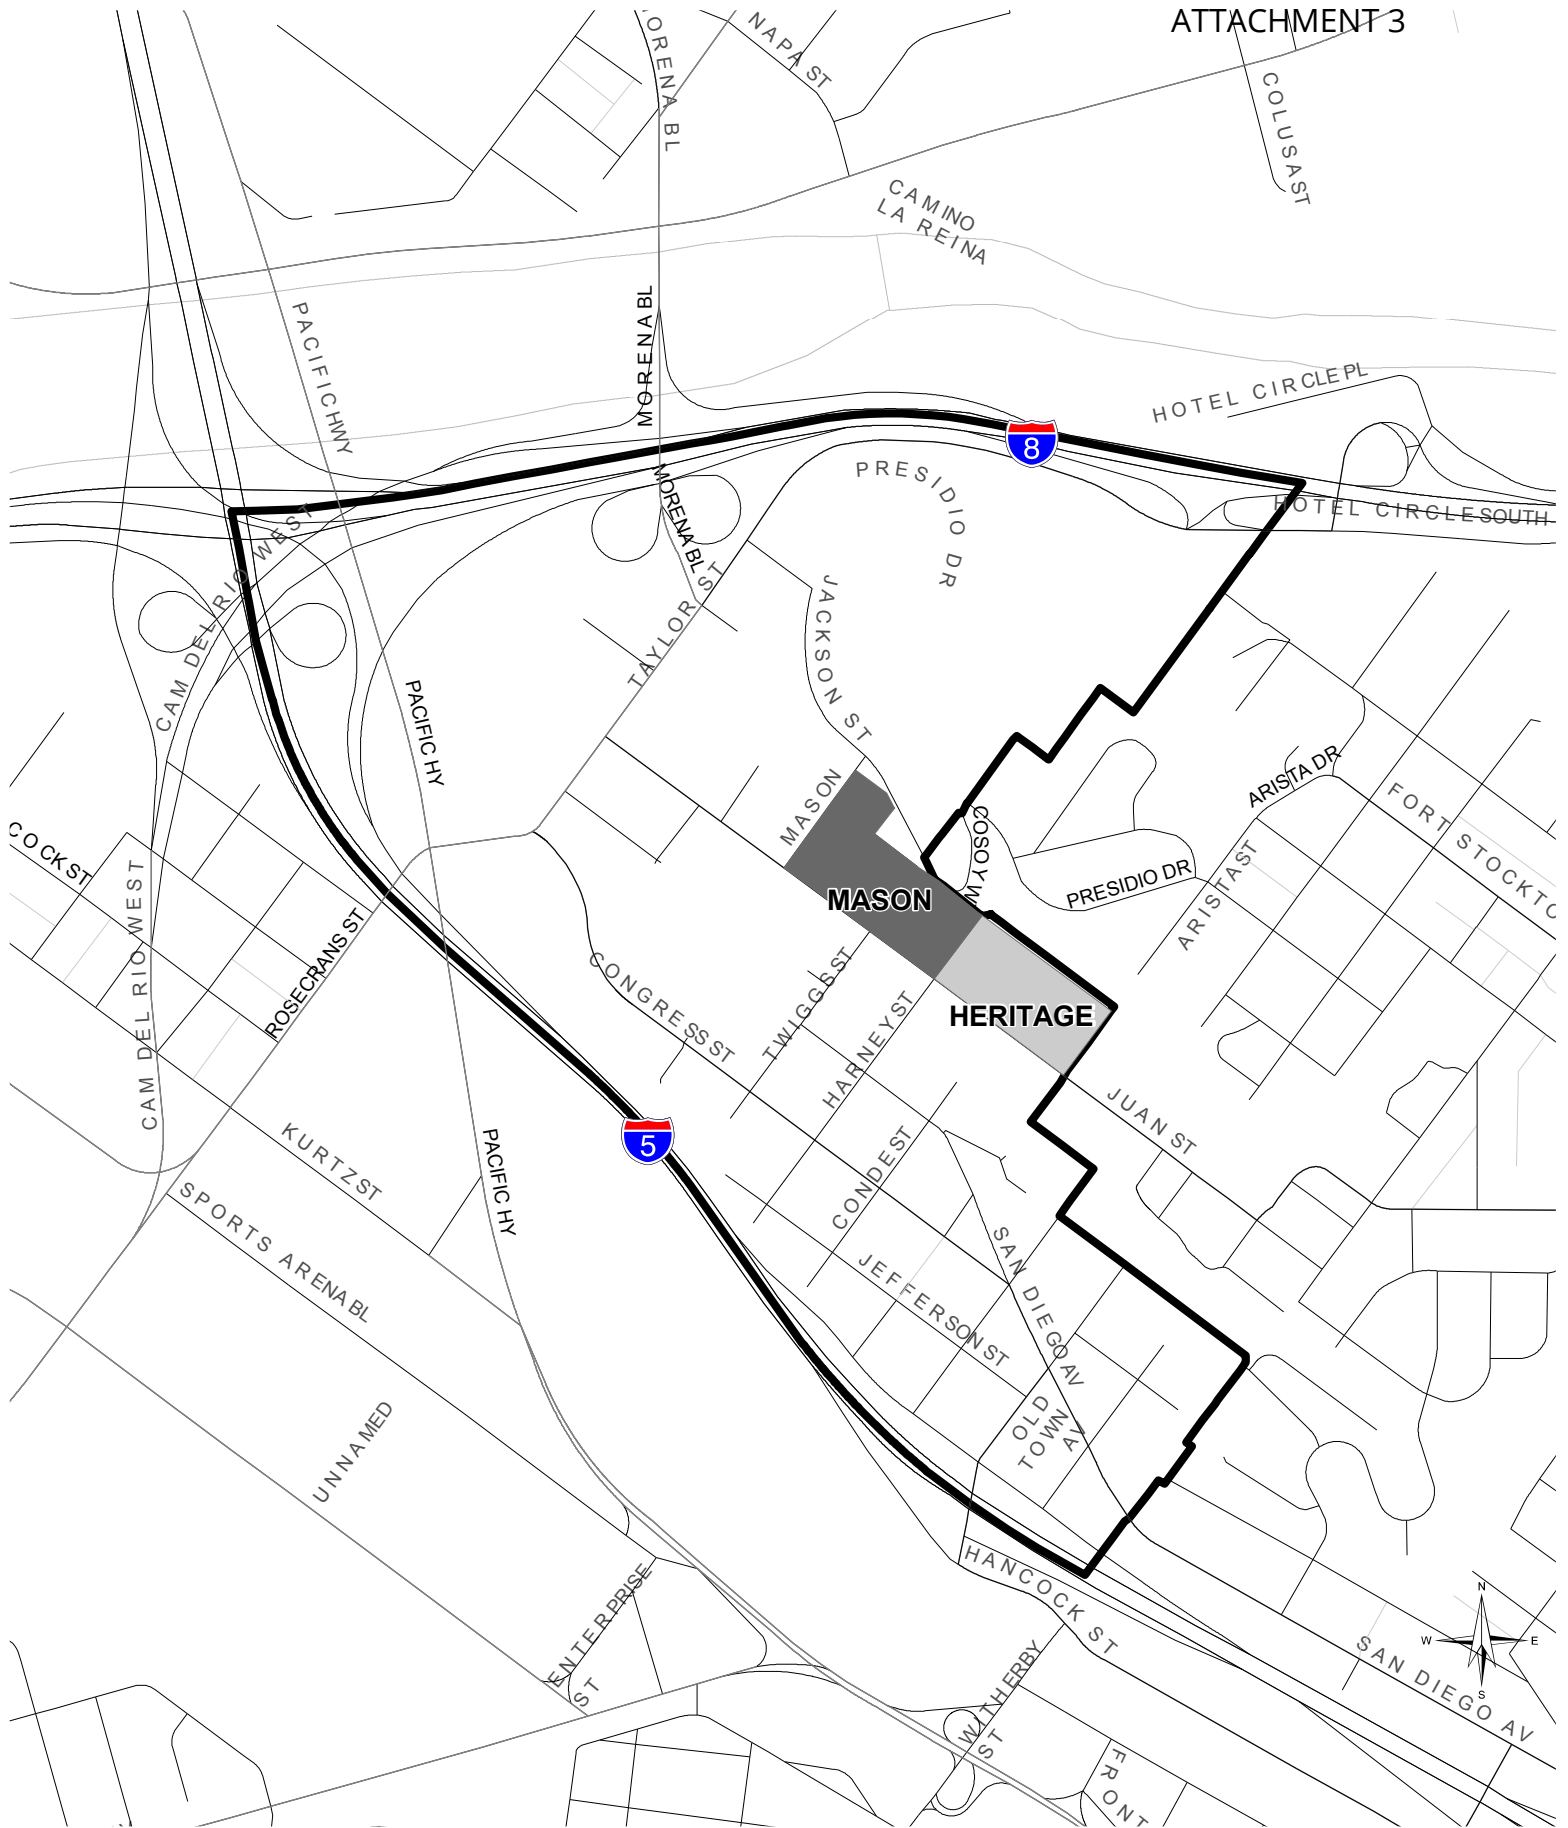 ATTACHMENT 3
NAPA ST
MORENA BL
COLUSA ST
CAMINO
LA REINA
PACIFIC HWY
MORENA BL
HOTEL CIRCLE PL
8
PRESIDIO DR
HOTEL CIRCLE SOUTH
MORENA BL
CAM DEL RIO WEST
TAYLOR ST
JACKSON ST
PACIFIC HY
ARISTA DR
MASON
FORT STOCKTO
COSOY W
COCK ST
CAM DEL RIO WEST
PRESIDIO DR
ARISTA ST
MASON
ROSECRANS ST
CONGRESS ST
TWIGGS ST
HARNEY ST
HERITAGE
JUAN ST
5
KURTZ ST
PACIFIC HY
CONDE ST
SPORTS ARENA BL
SAN DIEGO AV
JEFFERSON ST
OLD
TOWN
AV
UNNAMED
HANCOCK ST
ENTERPRISE
ST
WITHERBY
ST
N
W
E
S
SAN DIEGO AV
FRONT